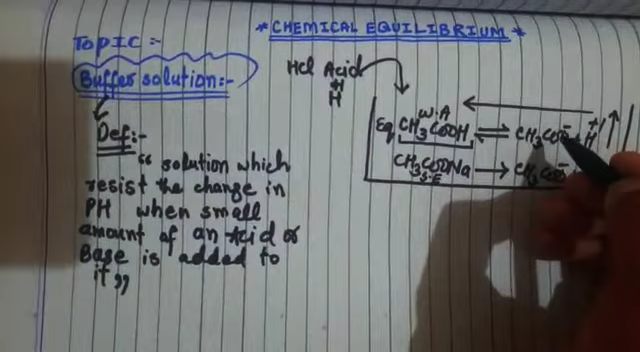 * CHEMICAL EQUILIBRIUM *
TOPIC :-
Buffer solution:-
Def:-
“ solution which
resist the change in
PH when small
amount of an Acid or
Base is added to
it ”
HCl Acid
H
H
W.A
Eq CH₃COOH ⇌ CH₃COO⁻ + H⁺ ↑
CH₃COONa → CH₃COO⁻
S.E